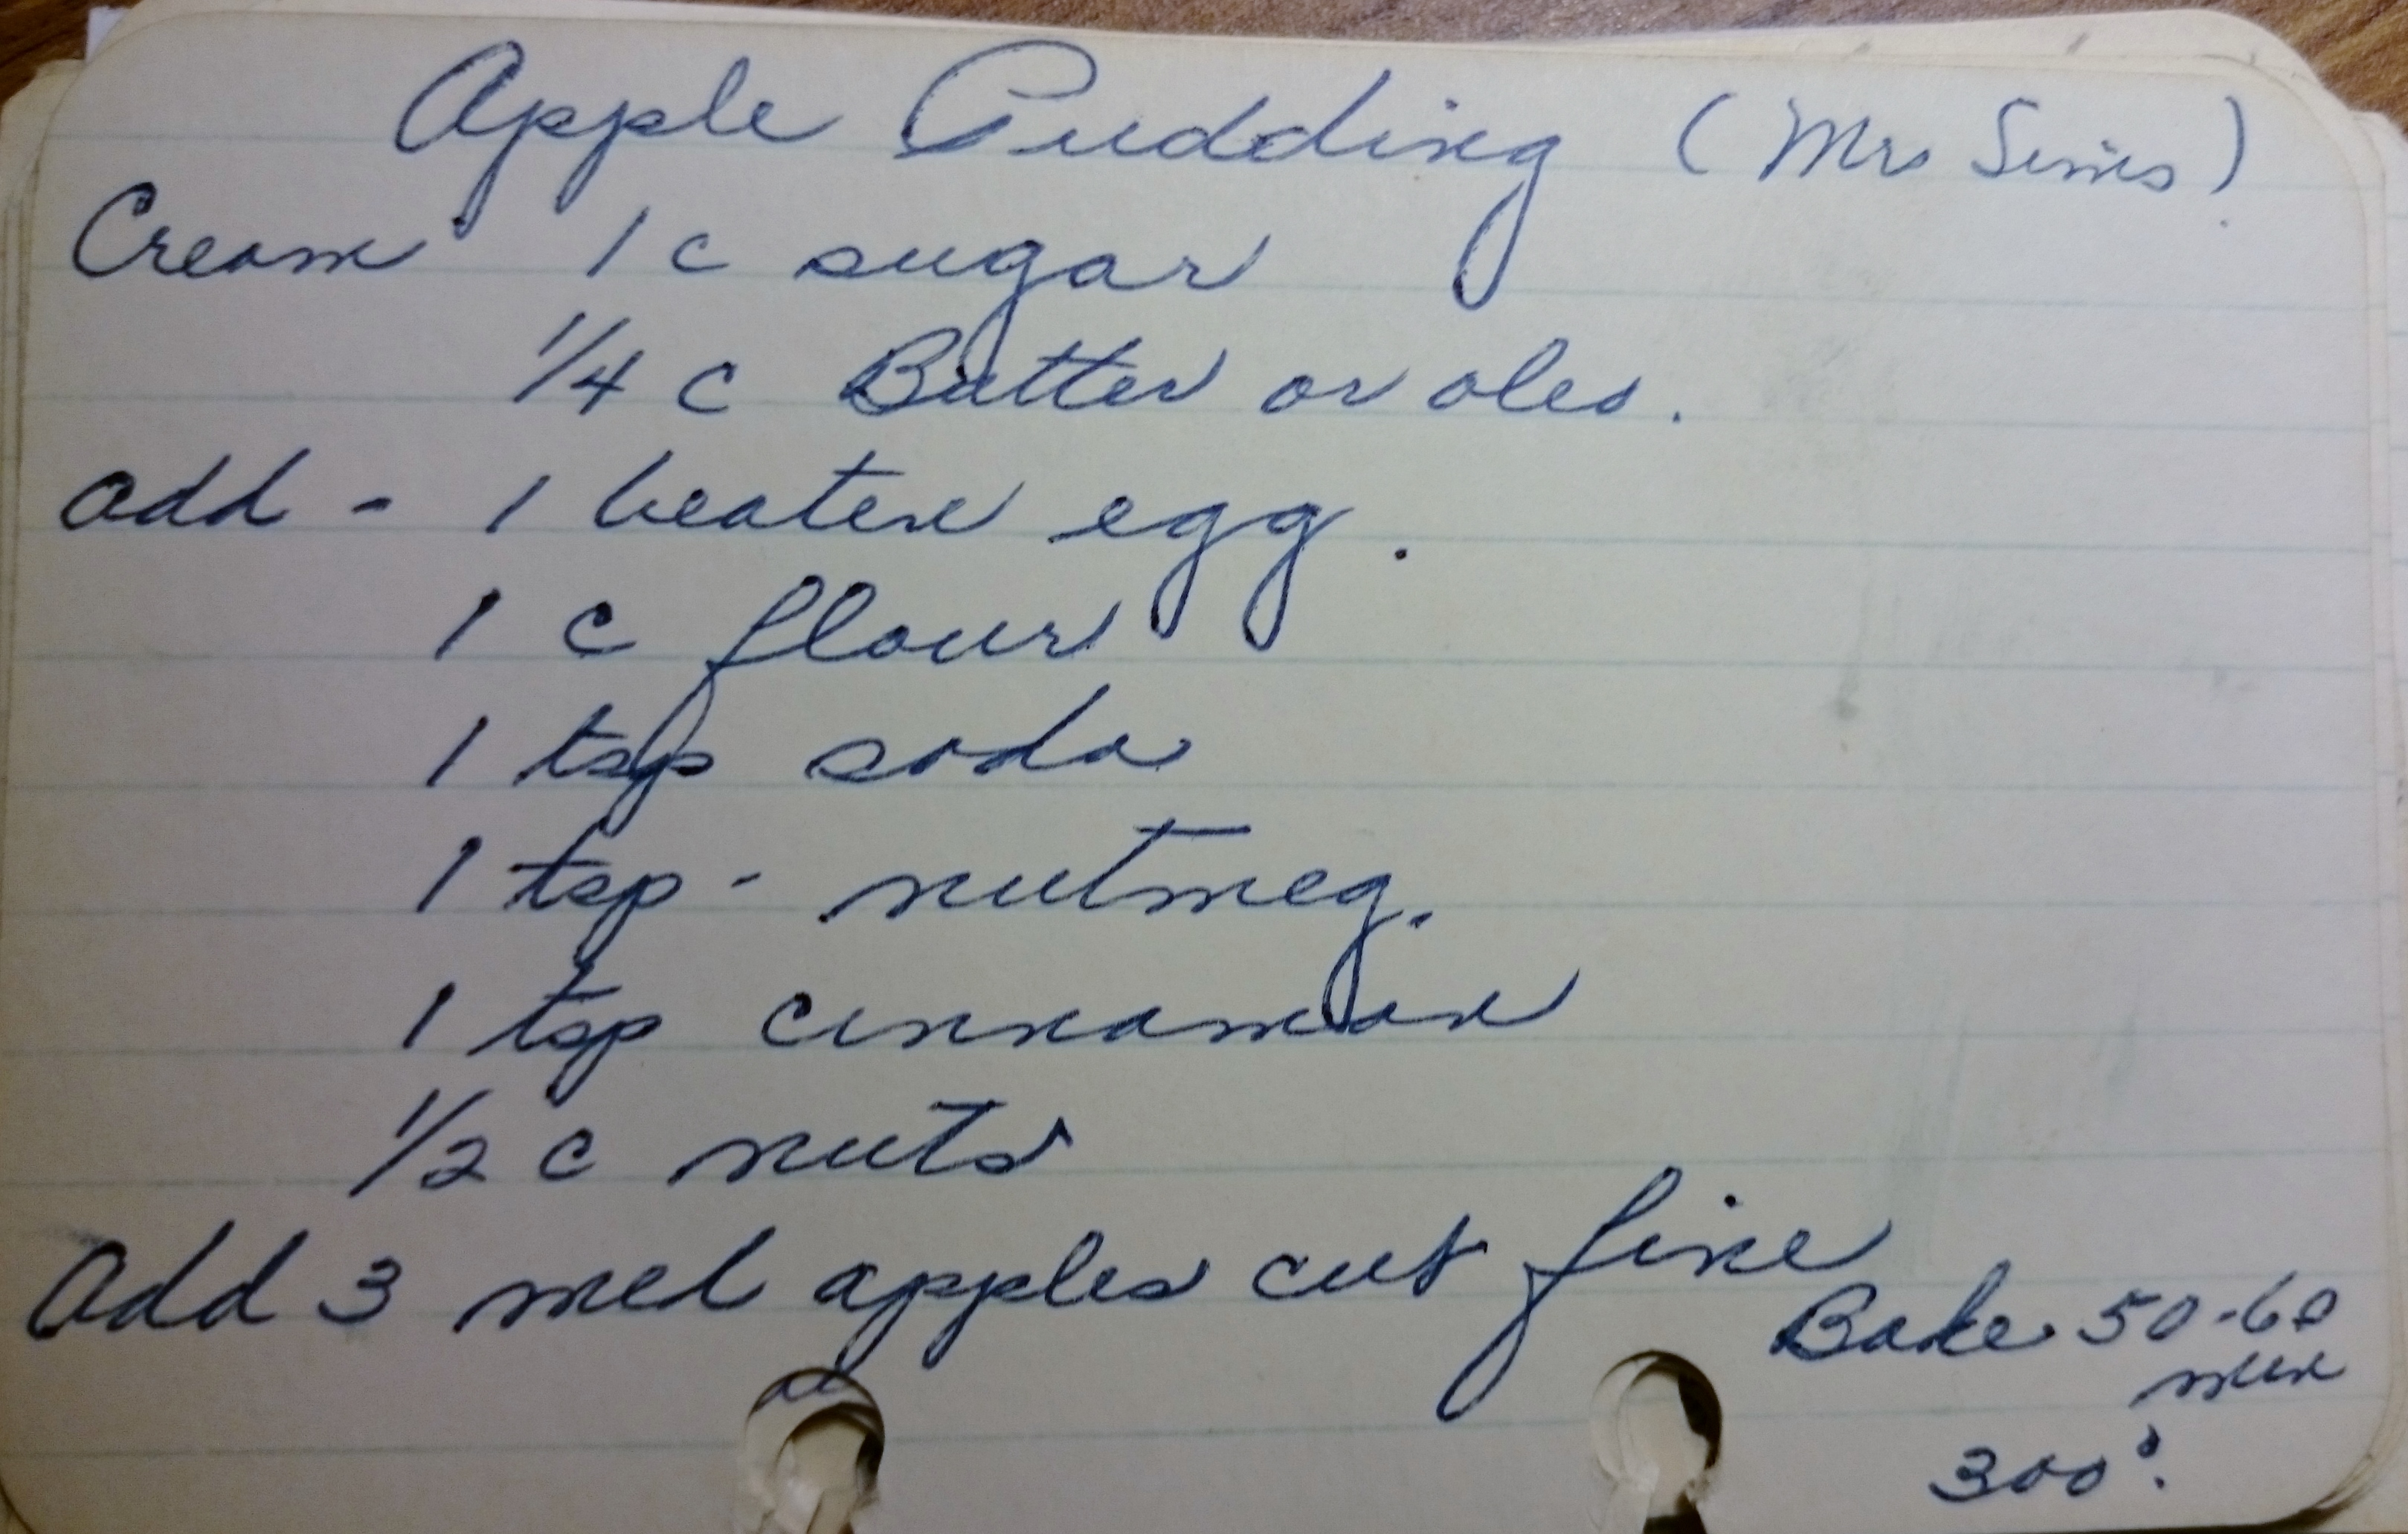 Apple Pudding (Mrs Sims)
Cream 1 c sugar
1/4 c Butter or oleo.
add - 1 beaten egg.
1 c flour
1 tsp soda
1 tsp - nutmeg.
1 tsp cinnamon
1/2 c nuts
Add 3 med apples cut fine
Bake 50-60
min
300°.